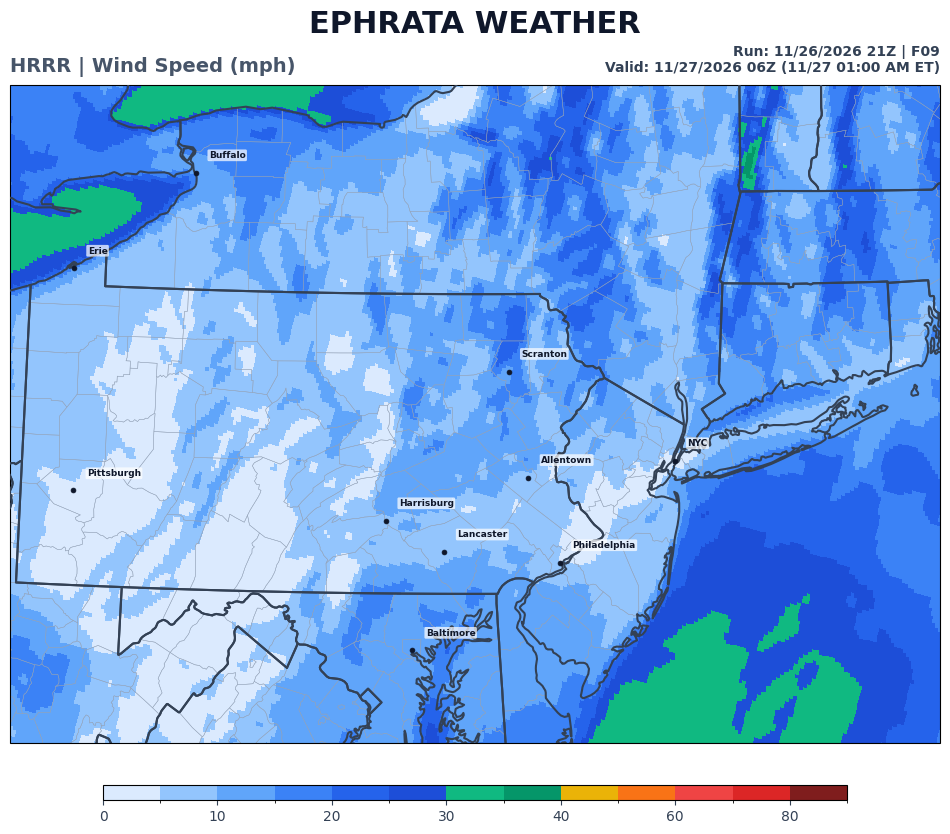 EPHRATA WEATHER
HRRR | Wind Speed (mph)
Run: 11/26/2026 21Z | F09
Valid: 11/27/2026 06Z (11/27 01:00 AM ET)
Buffalo
Erie
Scranton
NYC
Allentown
Pittsburgh
Harrisburg
Lancaster
Philadelphia
Baltimore
0 10 20 30 40 50 60 70 80